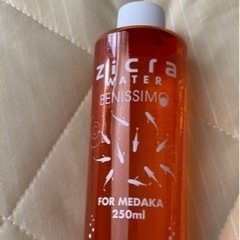 zicra
WATER
BENISSIMO
FOR MEDAKA
250ml